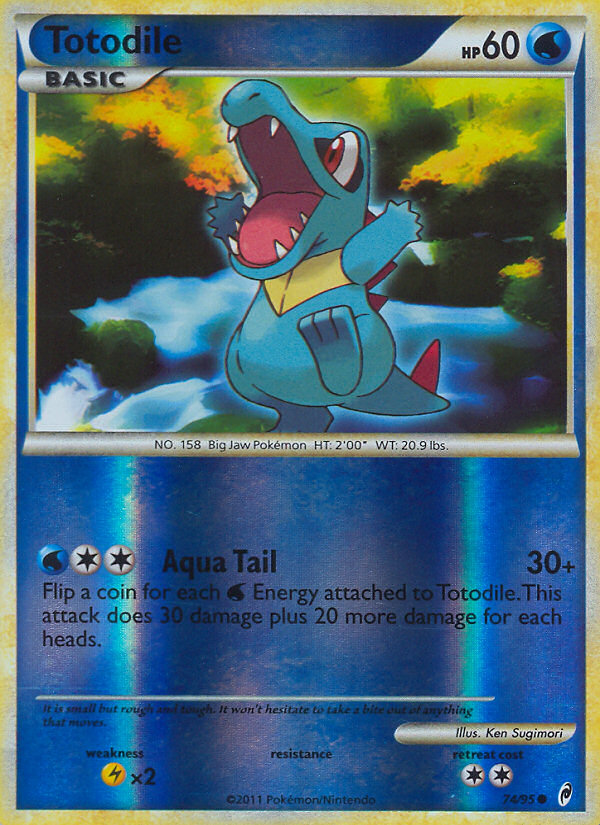 Totodile HP60
BASIC
NO. 158 Big Jaw Pokémon HT: 2'00" WT: 20.9 lbs.
Aqua Tail 30+
Flip a coin for each Energy attached to Totodile. This
attack does 30 damage plus 20 more damage for each
heads.
It is small but rough and tough. It won't hesitate to take a bite out of anything
that moves.
Illus. Ken Sugimori
weakness resistance retreat cost
×2
©2011 Pokémon/Nintendo 74/95